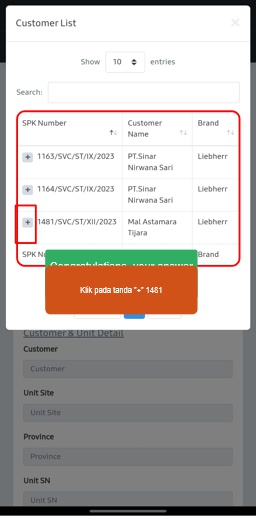 Customer List
×
Show 10 entries
Search:
SPK Number Customer Name Brand
+ 1163/SVC/ST/IX/2023 PT.Sinar Nirwana Sari Liebherr
+ 1164/SVC/ST/IX/2023 PT.Sinar Nirwana Sari Liebherr
+ 1481/SVC/ST/XII/2023 Mal Astamara Tijara Liebherr
SPK Brand
Congratulations, your answer
Klik pada tanda "+" 1481
Customer & Unit Detail
Customer
Customer
Unit Site
Unit Site
Province
Province
Unit SN
Unit SN